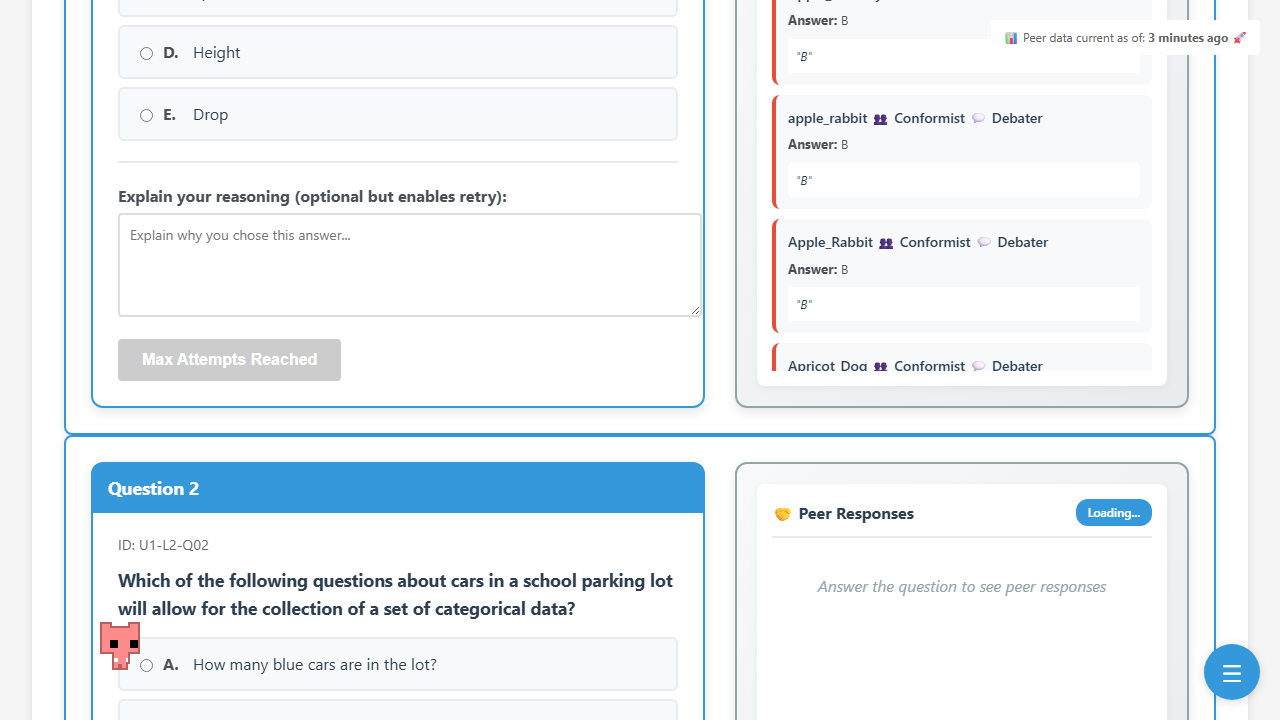 D. Height
E. Drop
Explain your reasoning (optional but enables retry):
Explain why you chose this answer...
Max Attempts Reached
Answer: B
"B"
Peer data current as of: 3 minutes ago
apple_rabbit Conformist Debater
Answer: B
"B"
Apple_Rabbit Conformist Debater
Answer: B
"B"
Apricot_Dog Conformist Debater
Question 2
ID: U1-L2-Q02
Which of the following questions about cars in a school parking lot
will allow for the collection of a set of categorical data?
A. How many blue cars are in the lot?
Peer Responses
Loading...
Answer the question to see peer responses